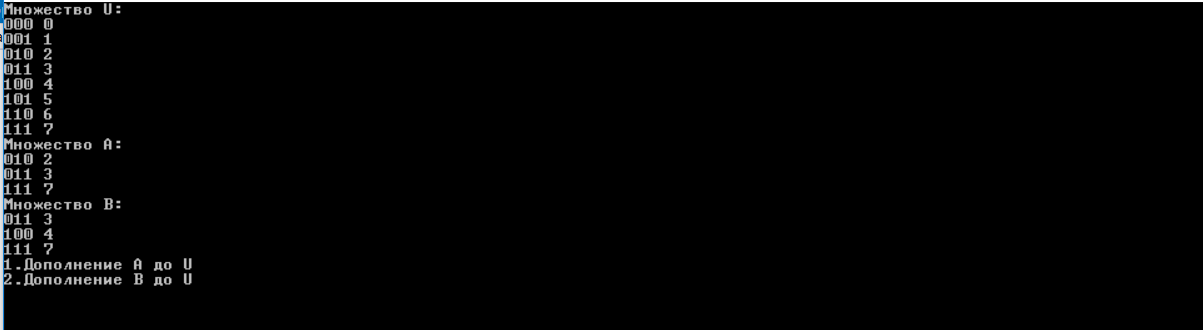 Множество U:
000 0
001 1
010 2
011 3
100 4
101 5
110 6
111 7
Множество A:
010 2
011 3
111 7
Множество B:
011 3
100 4
111 7
1.Дополнение A до U
2.Дополнение B до U